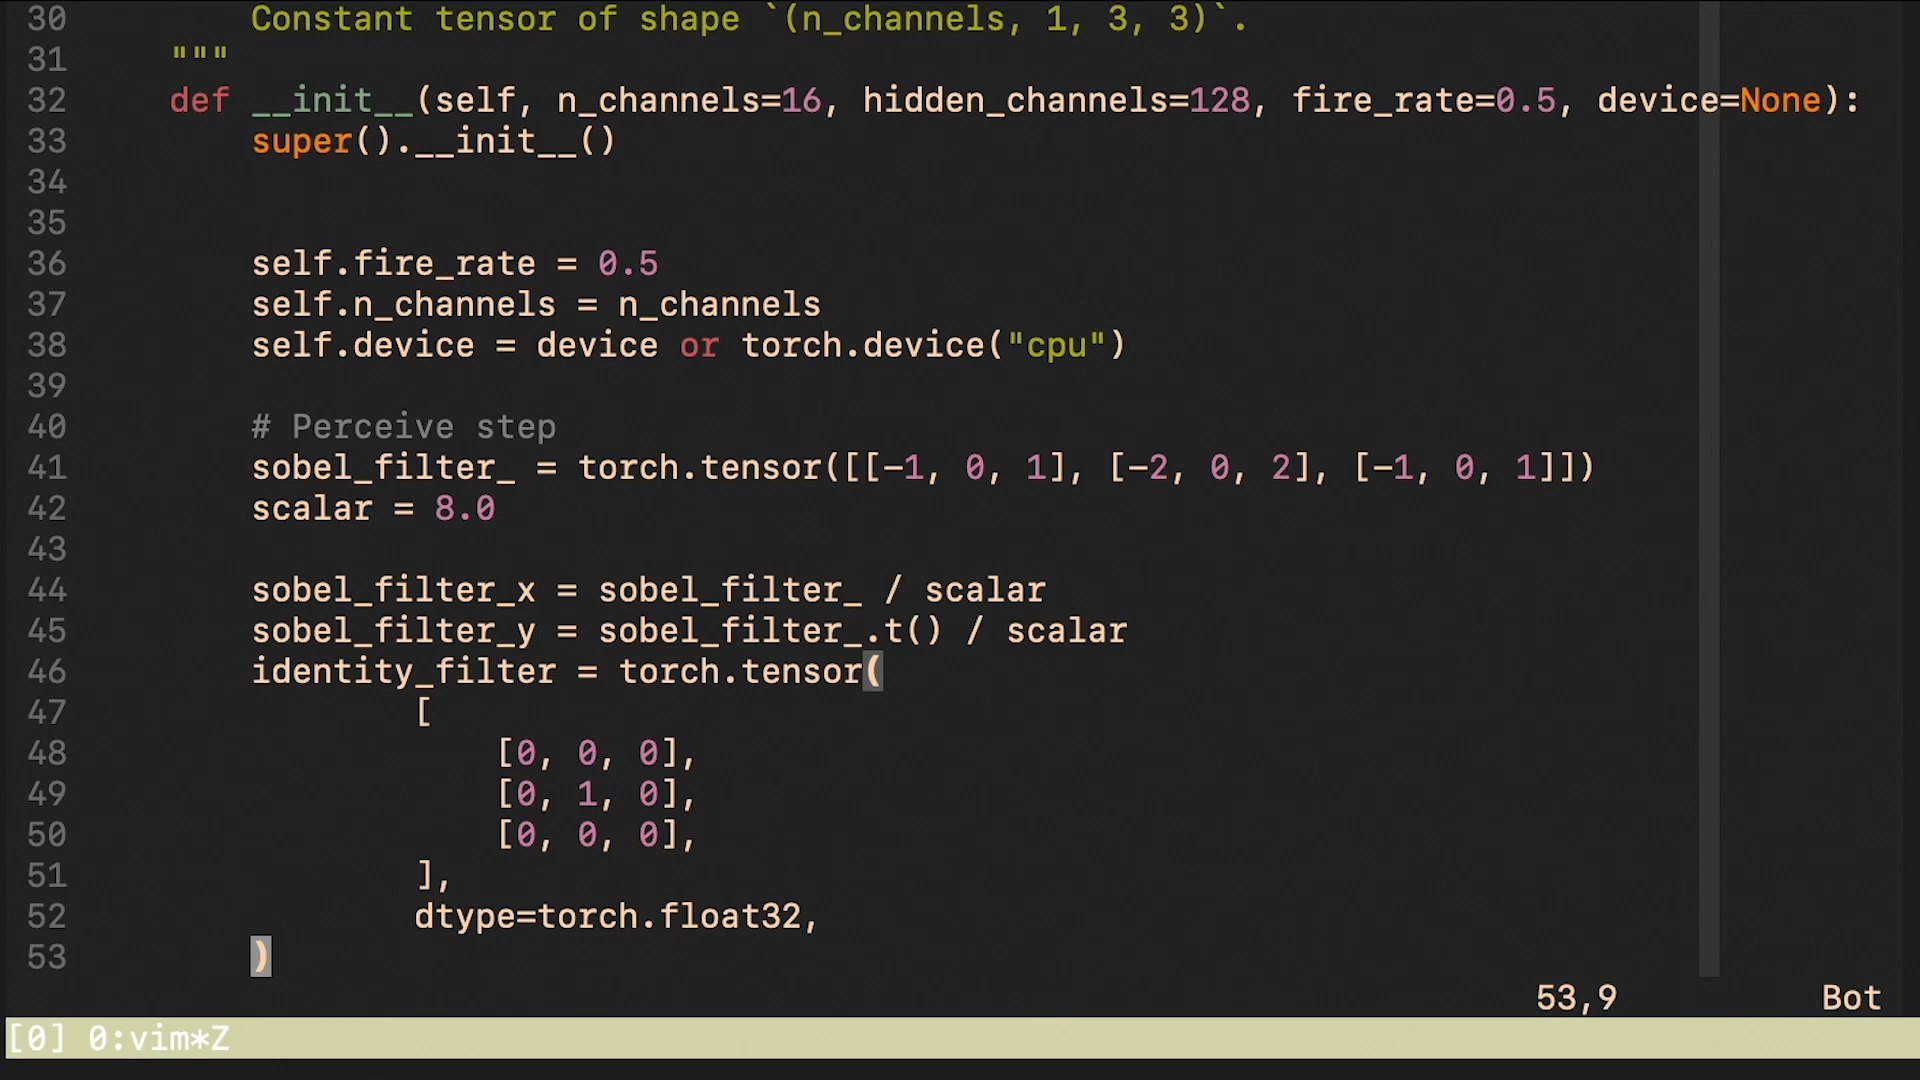 30 Constant tensor of shape `(n_channels, 1, 3, 3)`.
31 """
32 def __init__(self, n_channels=16, hidden_channels=128, fire_rate=0.5, device=None):
33 super().__init__()
34
35
36 self.fire_rate = 0.5
37 self.n_channels = n_channels
38 self.device = device or torch.device("cpu")
39
40 # Perceive step
41 sobel_filter_ = torch.tensor([[-1, 0, 1], [-2, 0, 2], [-1, 0, 1]])
42 scalar = 8.0
43
44 sobel_filter_x = sobel_filter_ / scalar
45 sobel_filter_y = sobel_filter_.t() / scalar
46 identity_filter = torch.tensor(
47 [
48 [0, 0, 0],
49 [0, 1, 0],
50 [0, 0, 0],
51 ],
52 dtype=torch.float32,
53 )
53,9 Bot
[0] 0:vim*Z